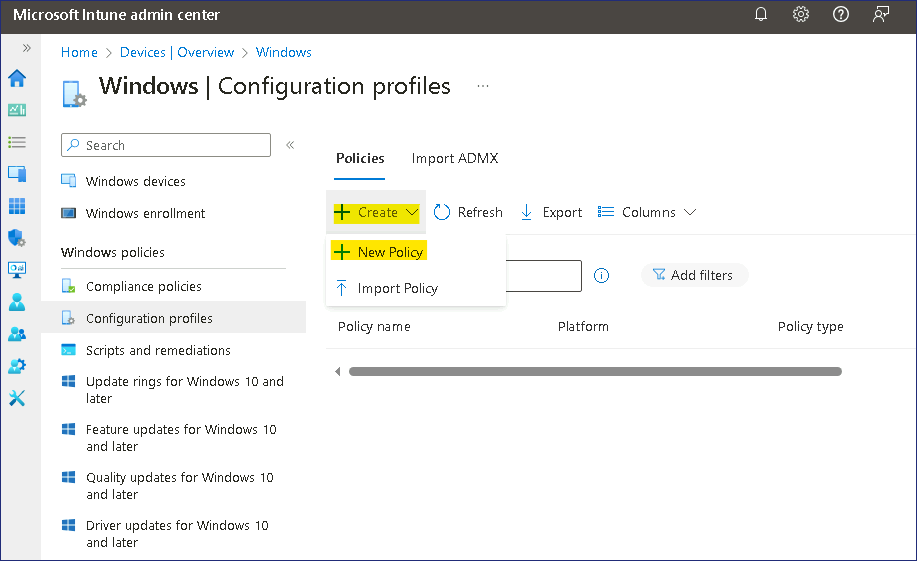 Microsoft Intune admin center
Home > Devices | Overview > Windows
Windows | Configuration profiles ...
Search
Windows devices
Windows enrollment
Windows policies
Compliance policies
Configuration profiles
Scripts and remediations
Update rings for Windows 10 and
later
Feature updates for Windows 10
and later
Quality updates for Windows 10
and later
Driver updates for Windows 10
and later
Policies Import ADMX
Create Refresh Export Columns
New Policy
Import Policy
Add filters
Policy name Platform Policy type